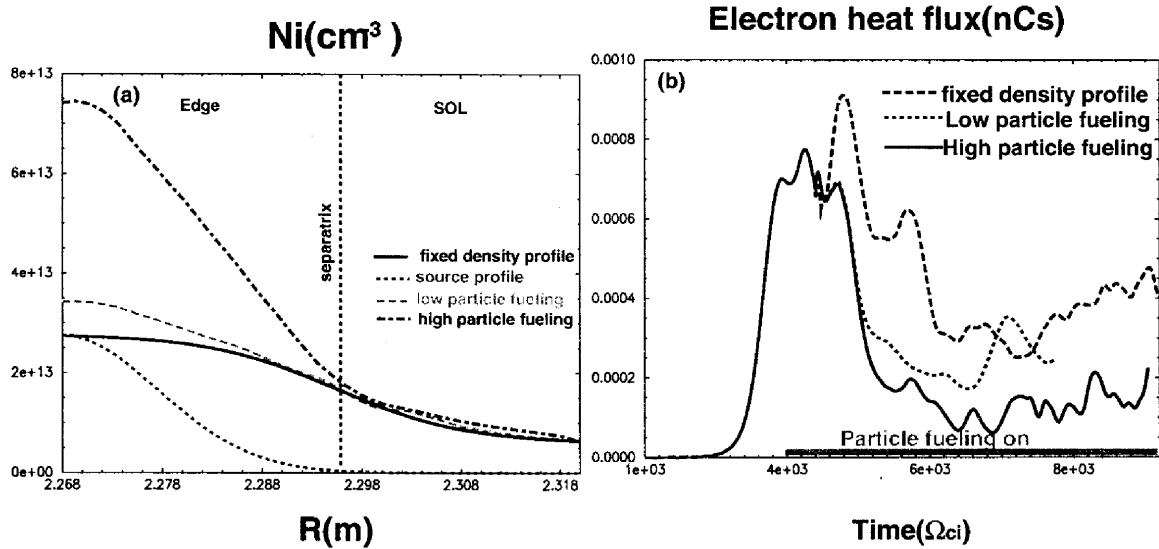 Ni(cm³ )
8e+13
6e+13
4e+13
2e+13
0e+00
(a)
Edge
SOL
separatrix
fixed density profile
source profile
low particle fueling
high particle fueling
2.268
2.278
2.288
2.298
2.308
2.318
R(m)
Electron heat flux(nCs)
0.0010
0.0008
0.0006
0.0004
0.0002
0.0000
(b)
fixed density profile
Low particle fueling
High particle fueling
Particle fueling on
1e+03
4e+03
6e+03
8e+03
Time(Ωci)